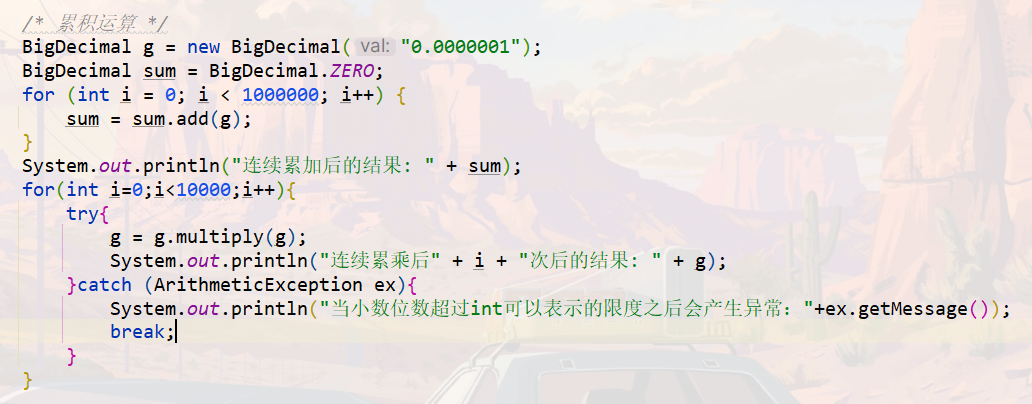 /* 累积运算 */
BigDecimal g = new BigDecimal( val: "0.0000001");
BigDecimal sum = BigDecimal.ZERO;
for (int i = 0; i < 1000000; i++) {
    sum = sum.add(g);
}
System.out.println("连续累加后的结果: " + sum);
for(int i=0;i<10000;i++){
    try{
        g = g.multiply(g);
        System.out.println("连续累乘后" + i + "次后的结果: " + g);
    }catch (ArithmeticException ex){
        System.out.println("当小数位数超过int可以表示的限度之后会产生异常："+ex.getMessage());
        break;
    }
}